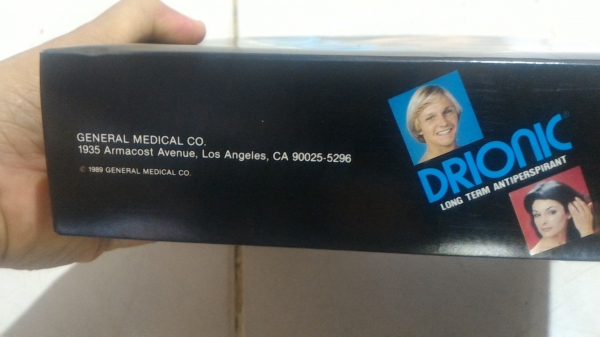 GENERAL MEDICAL CO.
1935 Armacost Avenue, Los Angeles, CA 90025-5296
© 1989 GENERAL MEDICAL CO.
DRIONIC®
LONG TERM ANTIPERSPIRANT